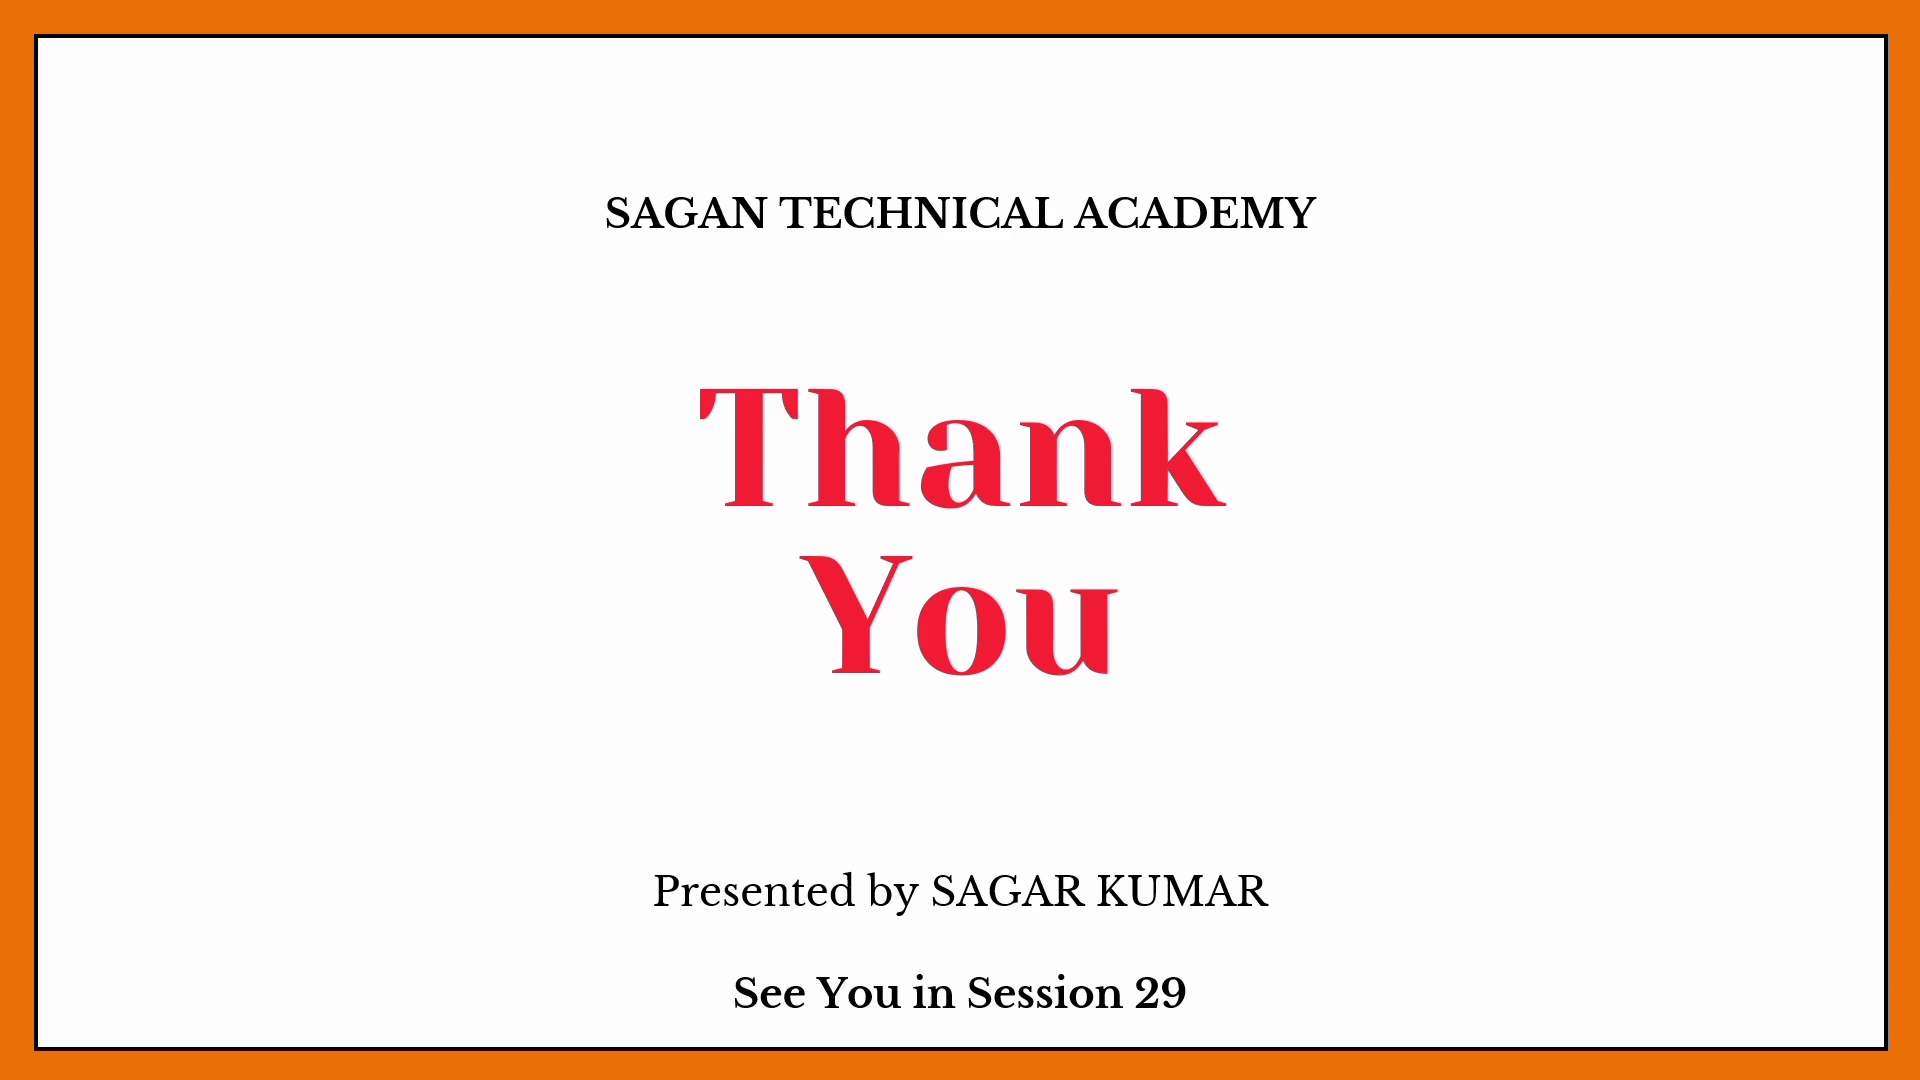 SAGAN TECHNICAL ACADEMY
Thank
You
Presented by SAGAR KUMAR
See You in Session 29